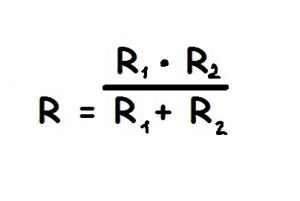 R₁ · R₂
R = R₁ + R₂